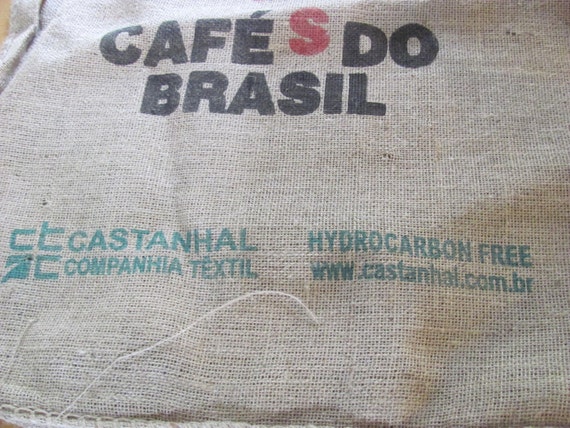 CAFÉS DO
BRASIL
CASTANHAL
COMPANHIA TÊXTIL
HYDROCARBON FREE
www.castanhal.com.br